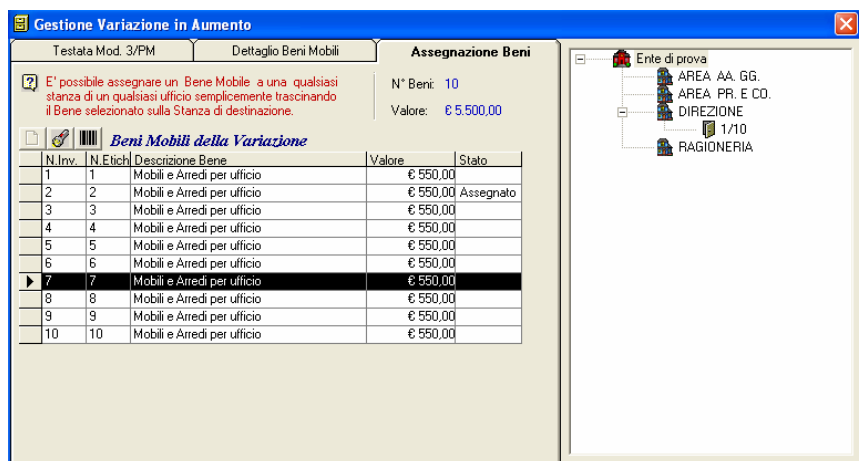 Gestione Variazione in Aumento
Testata Mod. 3/PM Dettaglio Beni Mobili Assegnazione Beni
E' possibile assegnare un Bene Mobile a una qualsiasi
stanza di un qualsiasi ufficio semplicemente trascinando
il Bene selezionato sulla Stanza di destinazione.
N° Beni: 10
Valore: € 5.500,00
Beni Mobili della Variazione
N.Inv. N.Etich Descrizione Bene Valore Stato
1 1 Mobili e Arredi per ufficio € 550,00
2 2 Mobili e Arredi per ufficio € 550,00 Assegnato
3 3 Mobili e Arredi per ufficio € 550,00
4 4 Mobili e Arredi per ufficio € 550,00
5 5 Mobili e Arredi per ufficio € 550,00
6 6 Mobili e Arredi per ufficio € 550,00
7 7 Mobili e Arredi per ufficio € 550,00
8 8 Mobili e Arredi per ufficio € 550,00
9 9 Mobili e Arredi per ufficio € 550,00
10 10 Mobili e Arredi per ufficio € 550,00
Ente di prova
AREA AA. GG.
AREA PR. E CO.
DIREZIONE
1/10
RAGIONERIA